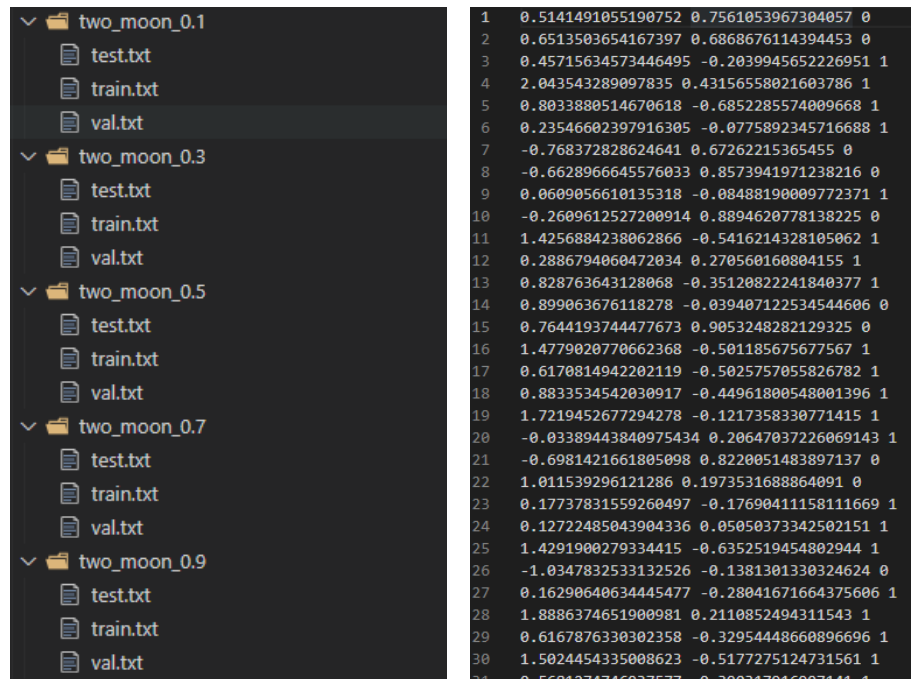 two_moon_0.1
test.txt
train.txt
val.txt
two_moon_0.3
test.txt
train.txt
val.txt
two_moon_0.5
test.txt
train.txt
val.txt
two_moon_0.7
test.txt
train.txt
val.txt
two_moon_0.9
test.txt
train.txt
val.txt
1 0.5141491055190752 0.7561053967304057 0
2 0.6513503654167397 0.6868676114394453 0
3 0.45715634573446495 -0.2039945652226951 1
4 2.043543289097835 0.43156558021603786 1
5 0.8033880514670618 -0.6852285574009668 1
6 0.23546602397916305 -0.0775892345716688 1
7 -0.768372828624641 0.67262215365455 0
8 -0.6628966645576033 0.8573941971238216 0
9 0.0609056610135318 -0.08488190009772371 1
10 -0.2609612527200914 0.8894620778138225 0
11 1.4256884238062866 -0.5416214328105062 1
12 0.2886794060472034 0.270560160804155 1
13 0.828763643128068 -0.35120822241840377 1
14 0.899063676118278 -0.039407122534544606 0
15 0.7644193744477673 0.9053248282129325 0
16 1.4779020770662368 -0.501185675677567 1
17 0.6170814942202119 -0.5025757055826782 1
18 0.8833534542030917 -0.44961800548001396 1
19 1.7219452677294278 -0.1217358330771415 1
20 -0.03389443840975434 0.20647037226069143 1
21 -0.6981421661805098 0.8220051483897137 0
22 1.011539296121286 0.1973531688864091 0
23 0.17737831559260497 -0.17690411158111669 1
24 0.12722485043904336 0.05050373342502151 1
25 1.4291900279334415 -0.6352519454802944 1
26 -1.0347832533132526 -0.1381301330324624 0
27 0.16290640634445477 -0.28041671664375606 1
28 1.8886374651900981 0.2110852494311543 1
29 0.6167876330302358 -0.32954448660896696 1
30 1.5024454335008623 -0.5177275124731561 1